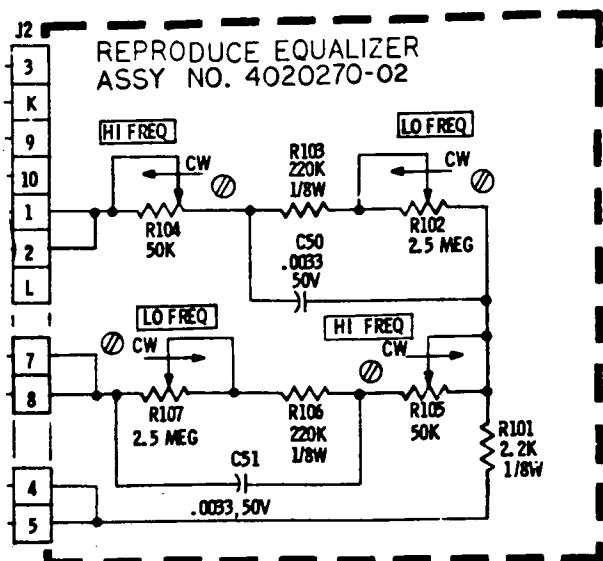 J2
REPRODUCE EQUALIZER
ASSY NO. 4020270-02
3
K
9
10
1
2
L
7
8
4
5
HI FREQ
CW
R104
50K
R103
220K
1/8W
LO FREQ
CW
R102
2.5 MEG
C50
.0033
50V
LO FREQ
CW
R107
2.5 MEG
R106
220K
1/8W
HI FREQ
CW
R105
50K
C51
.0033,50V
R101
2.2K
1/8W